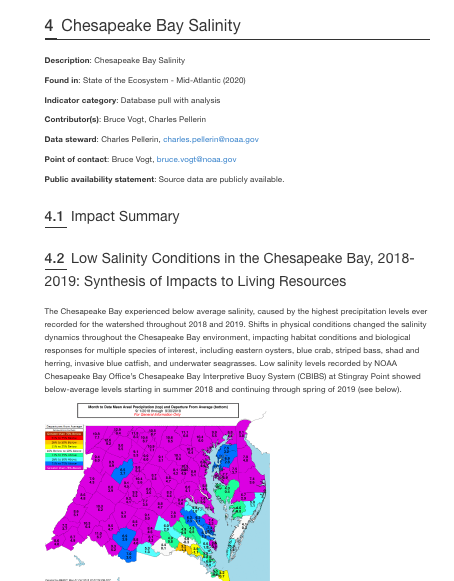 4 Chesapeake Bay Salinity
Description: Chesapeake Bay Salinity
Found in: State of the Ecosystem - Mid-Atlantic (2020)
Indicator category: Database pull with analysis
Contributor(s): Bruce Vogt, Charles Pellerin
Data steward: Charles Pellerin, charles.pellerin@noaa.gov
Point of contact: Bruce Vogt, bruce.vogt@noaa.gov
Public availability statement: Source data are publicly available.
4.1 Impact Summary
4.2 Low Salinity Conditions in the Chesapeake Bay, 2018-
2019: Synthesis of Impacts to Living Resources
The Chesapeake Bay experienced below average salinity, caused by the highest precipitation levels ever
recorded for the watershed throughout 2018 and 2019. Shifts in physical conditions changed the salinity
dynamics throughout the Chesapeake Bay environment, impacting habitat conditions and biological
responses for multiple species of interest, including eastern oysters, blue crab, striped bass, shad and
herring, invasive blue catfish, and underwater seagrasses. Low salinity levels recorded by NOAA
Chesapeake Bay Office's Chesapeake Bay Interpretive Buoy System (CBIBS) at Stingray Point showed
below-average levels starting in summer 2018 and continuing through spring of 2019 (see below).
Month to Date Mean Areal Precipitation (top) and Departure From Average (bottom)
For General Information Only